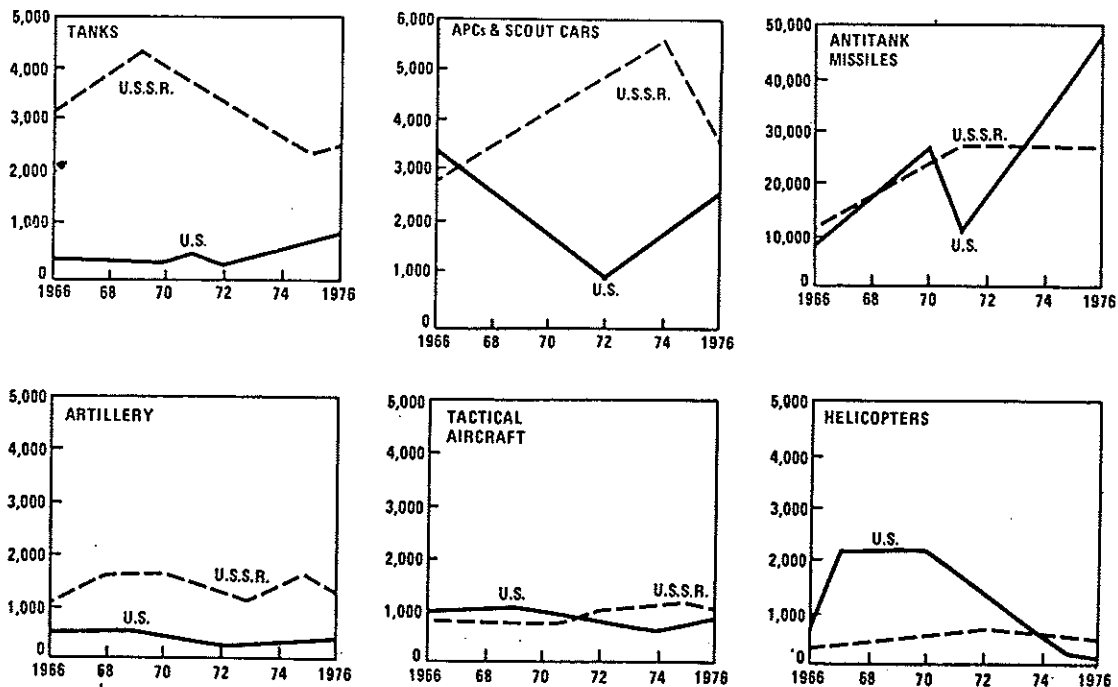 TANKS
5,000
4,000
3,000
2,000
1,000
0
U.S.S.R.
U.S.
1966 68 70 72 74 1976
APCs & SCOUT CARS
6,000
5,000
6,000
4,000
3,000
2,000
1,000
0
U.S.S.R.
U.S.
1966 68 70 72 74 1976
ANTITANK
MISSILES
50,000
40,000
30,000
20,000
10,000
0
U.S.S.R.
U.S.
1966 68 70 72 74 1976
ARTILLERY
5,000
4,000
3,000
2,000
1,000
0
U.S.S.R.
U.S.
1966 68 70 72 74 1976
TACTICAL
AIRCRAFT
5,000
4,000
3,000
2,000
1,000
0
U.S.
U.S.S.R.
1966 68 70 72 74 1976
HELICOPTERS
5,000
4,000
3,000
2,000
1,000
0
U.S.
1966 68 70 72 74 1976